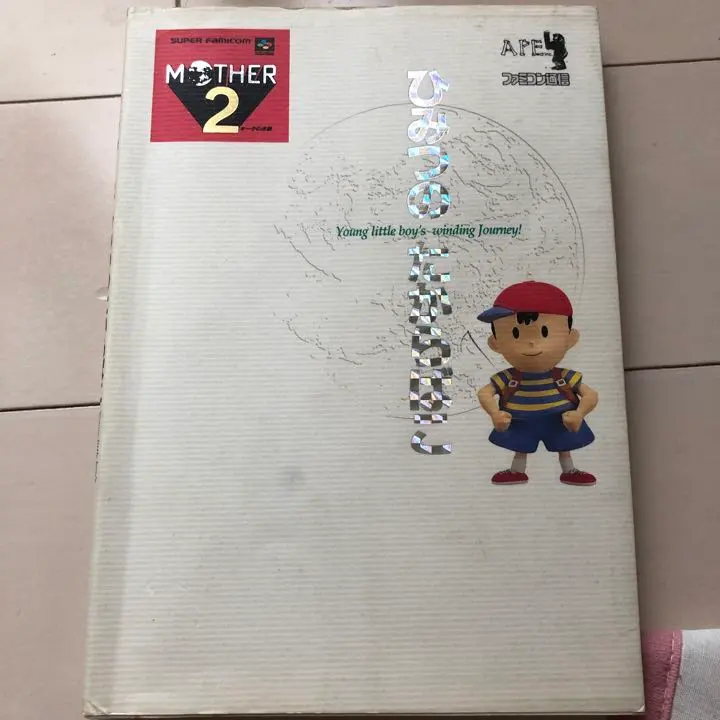 SUPER FAMICOM
MOTHER
2
ギーグの逆襲
APE
ファミコン通信
ひみつの たからばこ
Young little boy's winding Journey!